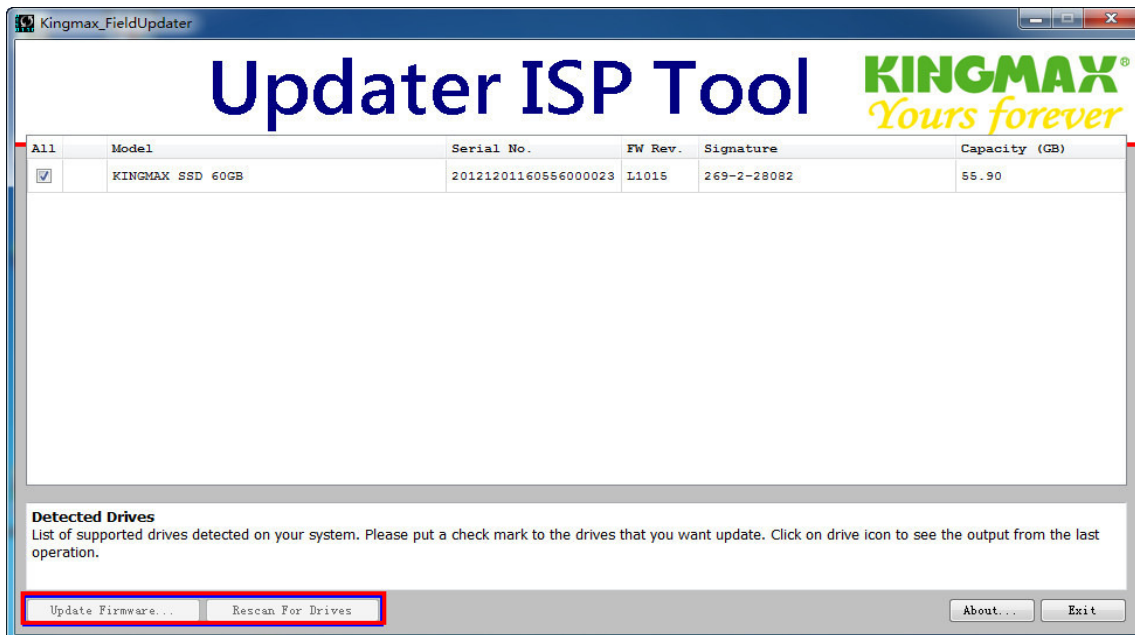 Kingmax_FieldUpdater
Updater ISP Tool
KINGMAX®
Yours forever
All Model Serial No. FW Rev. Signature Capacity (GB)
KINGMAX SSD 60GB 20121201160556000023 L1015 269-2-28082 55.90
Detected Drives
List of supported drives detected on your system. Please put a check mark to the drives that you want update. Click on drive icon to see the output from the last
operation.
Update Firmware... Rescan For Drives About... Exit